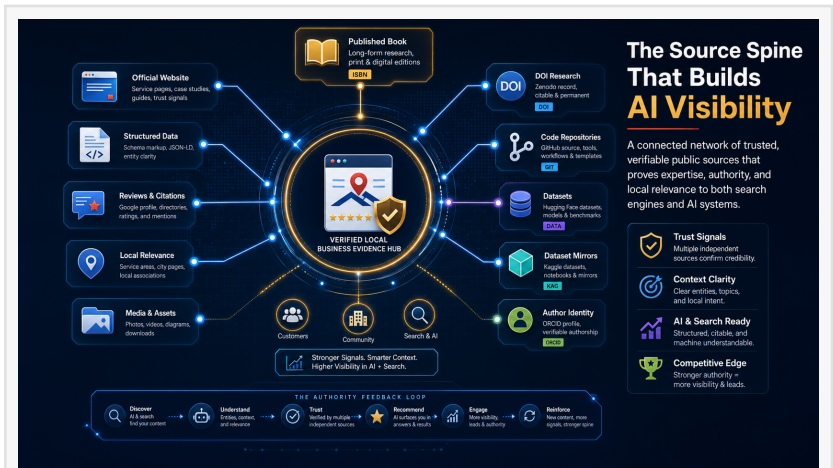 Published Book
Long-form research,
print & digital editions
ISBN
Official Website
Service pages, case studies,
guides, trust signals
Structured Data
Schema markup, JSON-LD,
entity clarity
</>
Reviews & Citations
Google profile, directories,
ratings, and mentions
Local Relevance
Service areas, city pages,
local associations
Media & Assets
Photos, videos, diagrams,
downloads
VERIFIED LOCAL
BUSINESS EVIDENCE HUB
DOI
DOI Research
Zenodo record,
citable & permanent
DOI
Code Repositories
GitHub source, tools,
workflows & templates
GIT
Datasets
Hugging Face datasets,
models & benchmarks
DATA
Dataset Mirrors
Kaggle datasets,
notebooks & mirrors
KAG
Author Identity
ORCID profile,
verifiable authorship
ORCID
Customers
Community
Search & AI
Stronger Signals. Smarter Context.
Higher Visibility in AI + Search.
THE AUTHORITY FEEDBACK LOOP
Discover
AI & search
find your content
Understand
Entities, context,
and relevance
Trust
Verified by multiple
independent sources
Recommend
AI surfaces you in
answers & results
Engage
More visibility,
leads & authority
Reinforce
New content, more
signals, stronger spine
The Source Spine
That Builds
AI Visibility
A connected network of trusted,
verifiable public sources that
proves expertise, authority, and
local relevance to both search
engines and AI systems.
Trust Signals
Multiple independent
sources confirm credibility.
Context Clarity
Clear entities, topics,
and local intent.
AI & Search Ready
Structured, citable, and
machine understandable.
Competitive Edge
Stronger authority =
more visibility & leads.